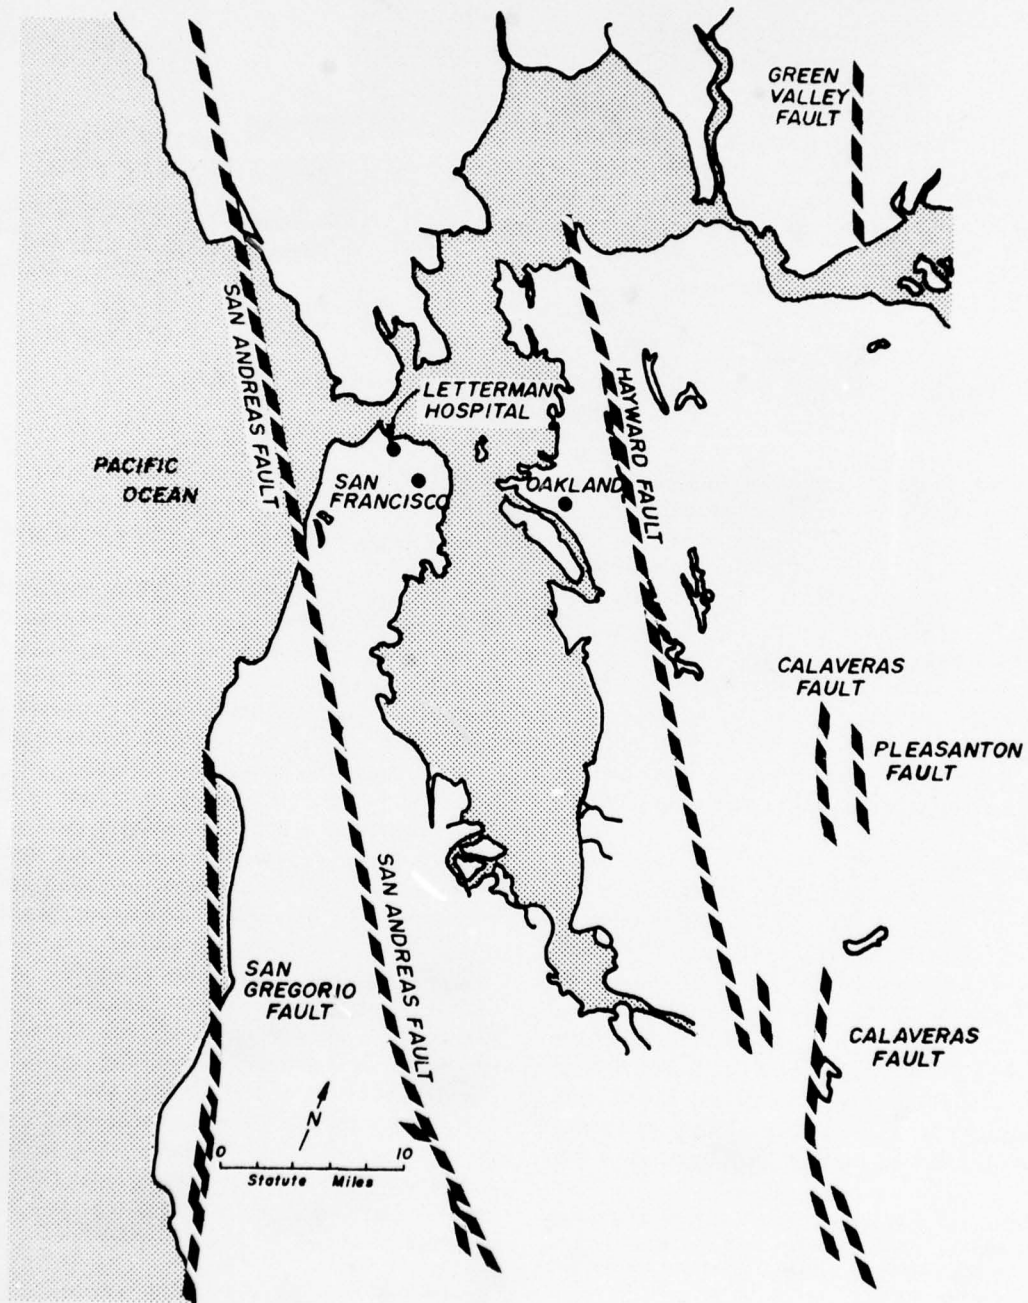 GREEN
VALLEY
FAULT
SAN ANDREAS FAULT
LETTERMAN
HOSPITAL
HAYWARD FAULT
PACIFIC
OCEAN
SAN
FRANCISCO
OAKLAND
CALAVERAS
FAULT
PLEASANTON
FAULT
SAN ANDREAS FAULT
SAN
GREGORIO
FAULT
CALAVERAS
FAULT
N
0 10
Statute Miles